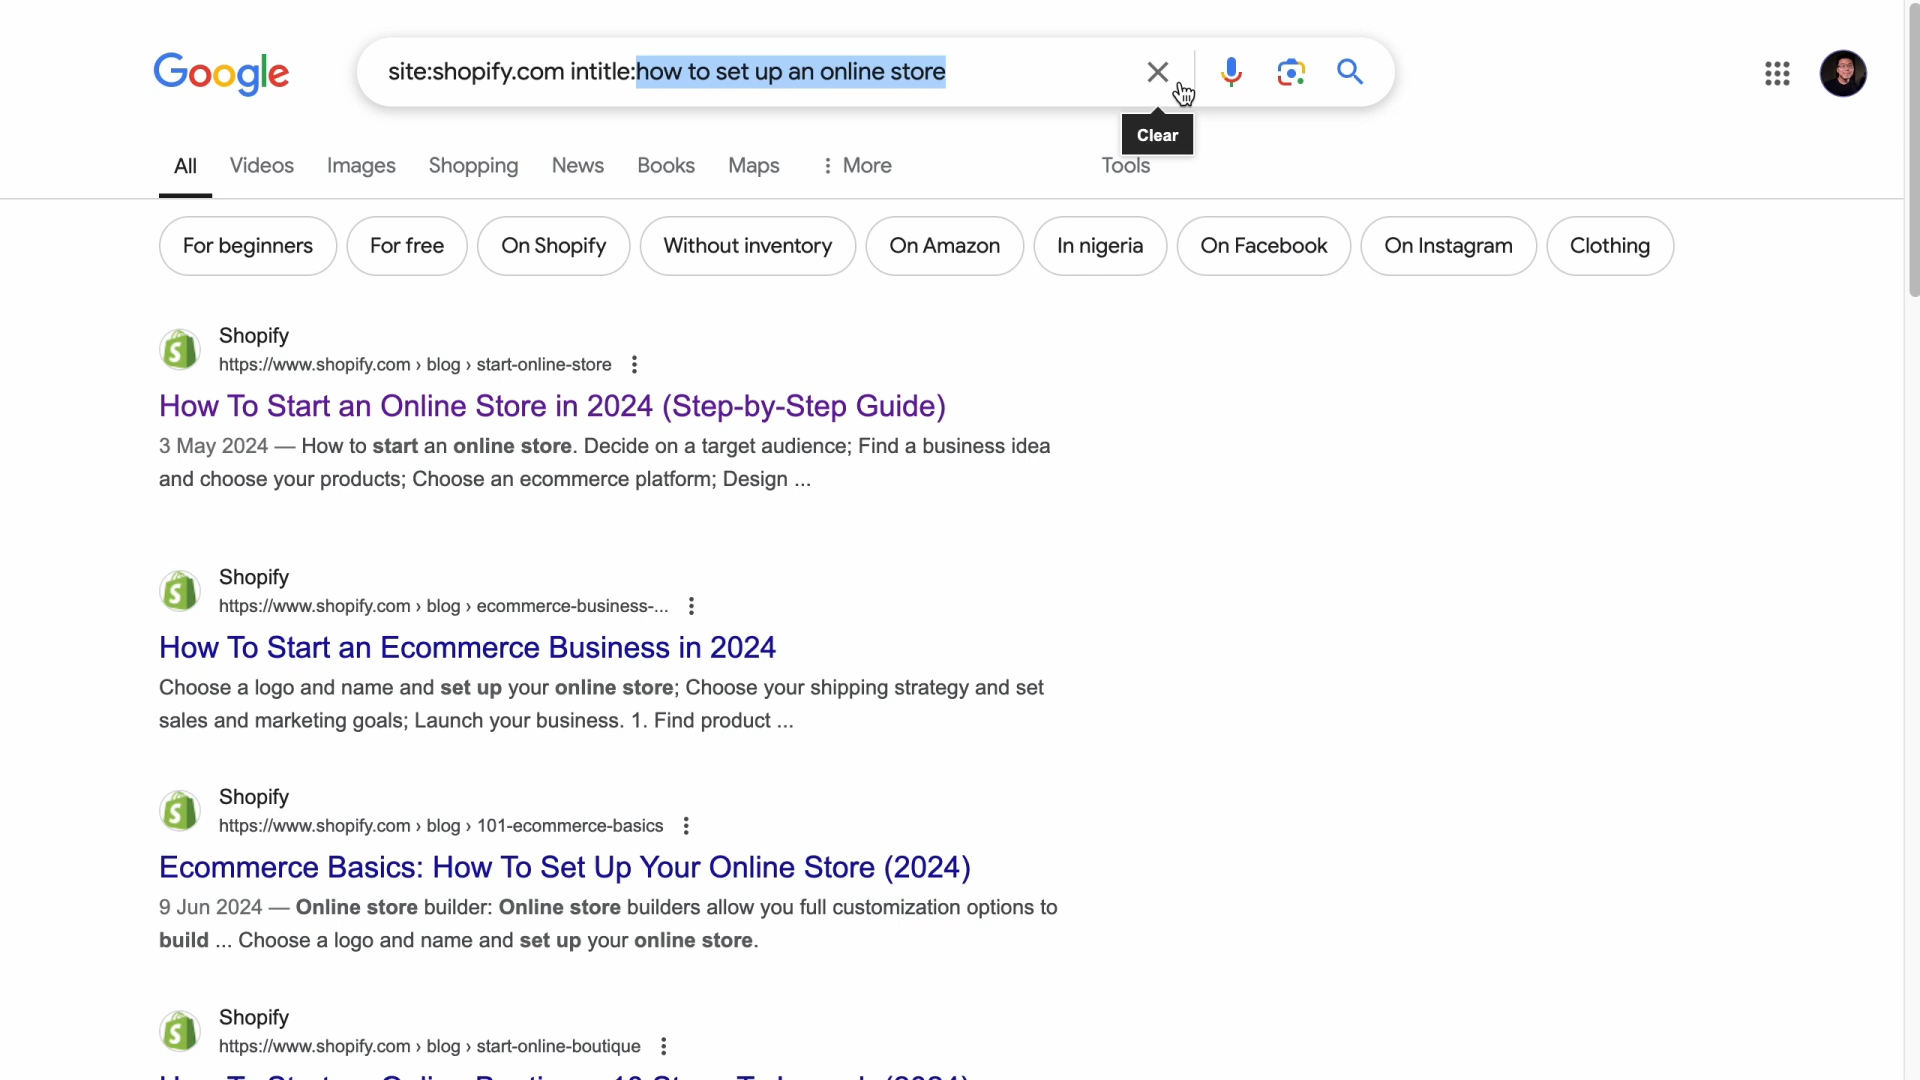 Google
site:shopify.com intitle:how to set up an online store
Clear
All Videos Images Shopping News Books Maps More Tools
For beginners For free On Shopify Without inventory On Amazon In nigeria On Facebook On Instagram Clothing
Shopify
https://www.shopify.com › blog › start-online-store
How To Start an Online Store in 2024 (Step-by-Step Guide)
3 May 2024 — How to start an online store. Decide on a target audience; Find a business idea
and choose your products; Choose an ecommerce platform; Design ...
Shopify
https://www.shopify.com › blog › ecommerce-business-...
How To Start an Ecommerce Business in 2024
Choose a logo and name and set up your online store; Choose your shipping strategy and set
sales and marketing goals; Launch your business. 1. Find product ...
Shopify
https://www.shopify.com › blog › 101-ecommerce-basics
Ecommerce Basics: How To Set Up Your Online Store (2024)
9 Jun 2024 — Online store builder: Online store builders allow you full customization options to
build ... Choose a logo and name and set up your online store.
Shopify
https://www.shopify.com › blog › start-online-boutique